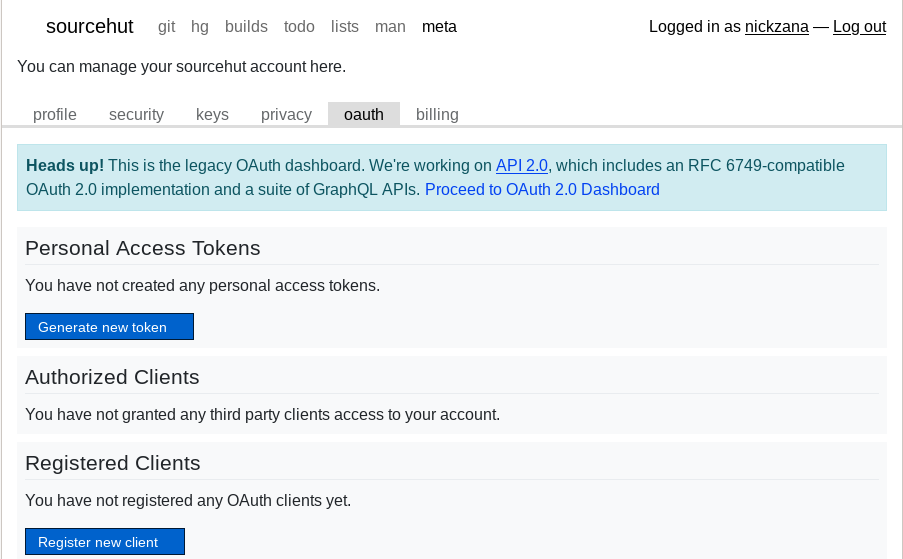 sourcehut git hg builds todo lists man meta Logged in as nickzana — Log out
You can manage your sourcehut account here.
profile security keys privacy oauth billing
Heads up! This is the legacy OAuth dashboard. We're working on API 2.0, which includes an RFC 6749-compatible
OAuth 2.0 implementation and a suite of GraphQL APIs. Proceed to OAuth 2.0 Dashboard
Personal Access Tokens
You have not created any personal access tokens.
Generate new token
Authorized Clients
You have not granted any third party clients access to your account.
Registered Clients
You have not registered any OAuth clients yet.
Register new client